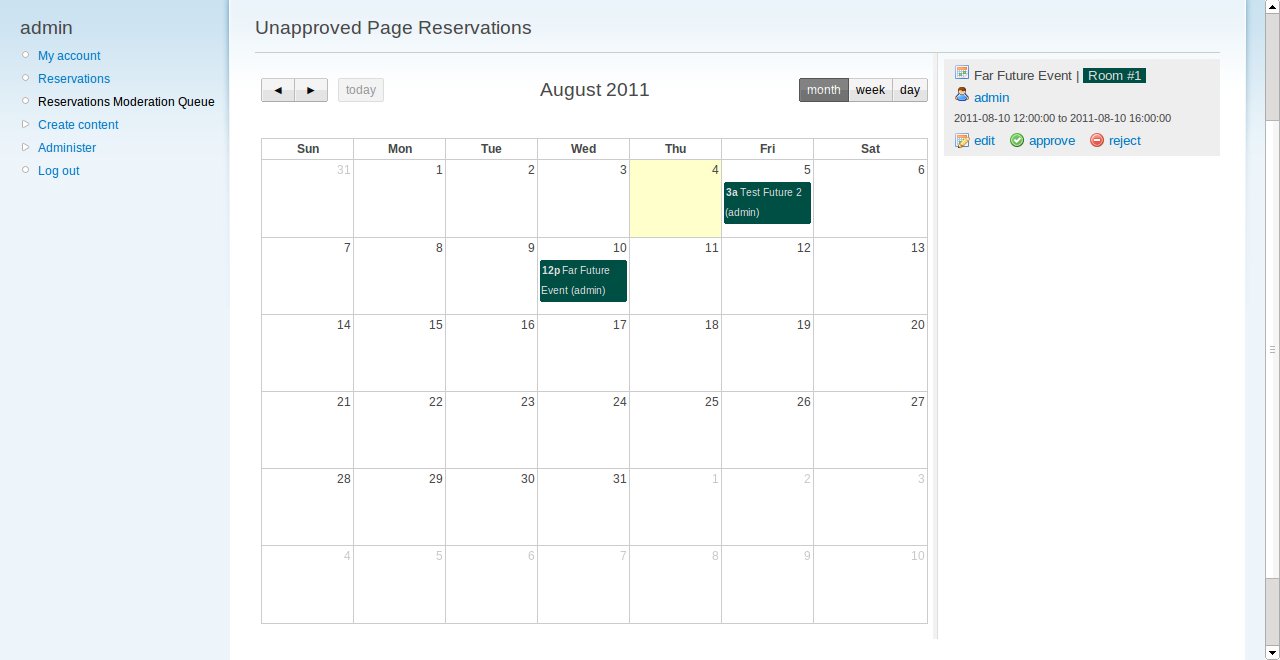 admin
My account
Reservations
Reservations Moderation Queue
Create content
Administer
Log out
Unapproved Page Reservations
today
August 2011
month week day
Sun Mon Tue Wed Thu Fri Sat
31 1 2 3 4 5 6
3a Test Future 2
(admin)
7 8 9 10 11 12 13
12p Far Future
Event (admin)
14 15 16 17 18 19 20
21 22 23 24 25 26 27
28 29 30 31 1 2 3
4 5 6 7 8 9 10
Far Future Event | Room #1
admin
2011-08-10 12:00:00 to 2011-08-10 16:00:00
edit approve reject